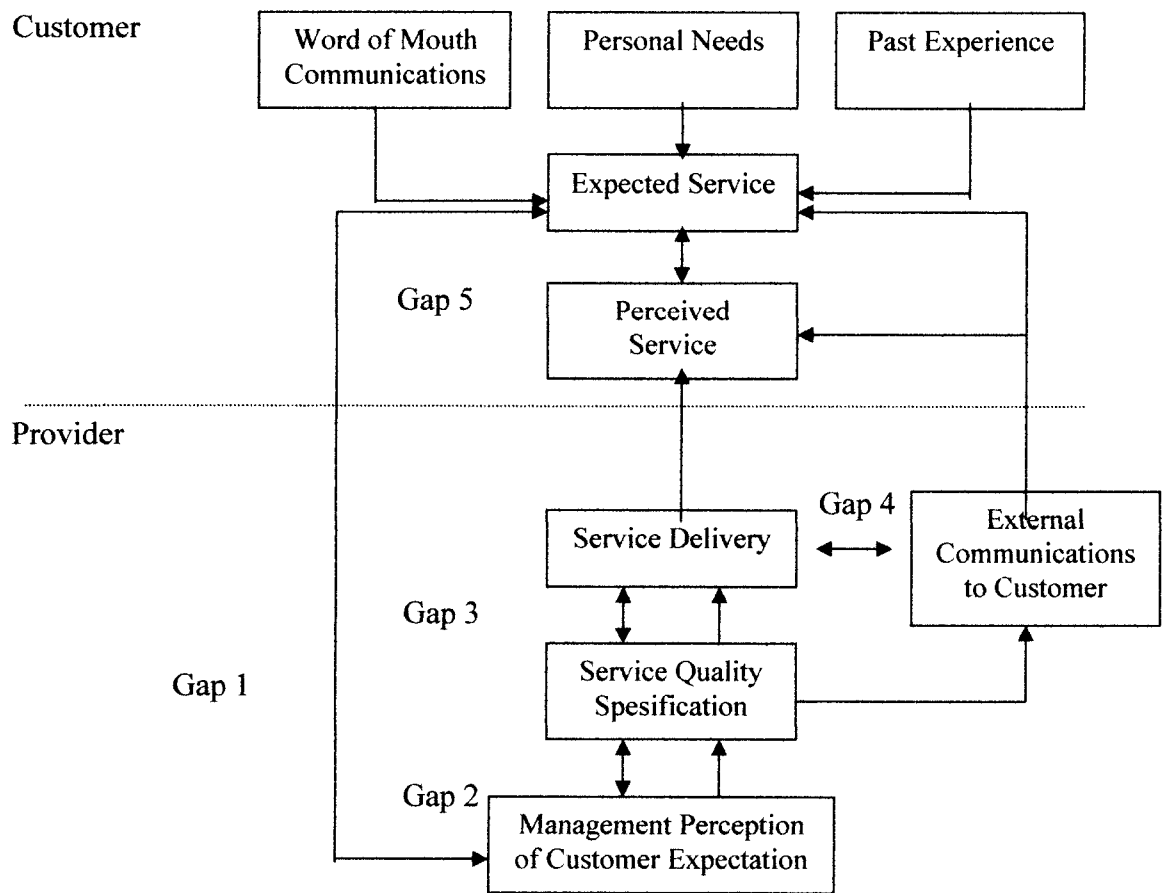 Customer
Word of Mouth
Communications
Personal Needs
Past Experience
Expected Service
Gap 5
Perceived
Service
Provider
Service Delivery
Gap 4
External
Communications
to Customer
Gap 3
Service Quality
Spesification
Gap 1
Gap 2
Management Perception
of Customer Expectation